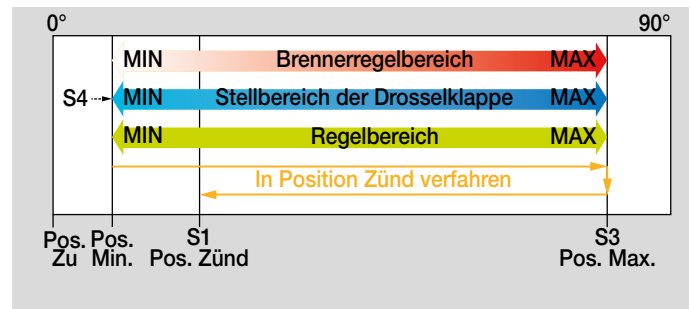 0° 90°
MIN Brennerregelbereich MAX
S4 MIN Stellbereich der Drosselklappe MAX
MIN Regelbereich MAX
In Position Zünd verfahren
Pos. Zu
Pos. Min.
S1
Pos. Zünd
S3
Pos. Max.